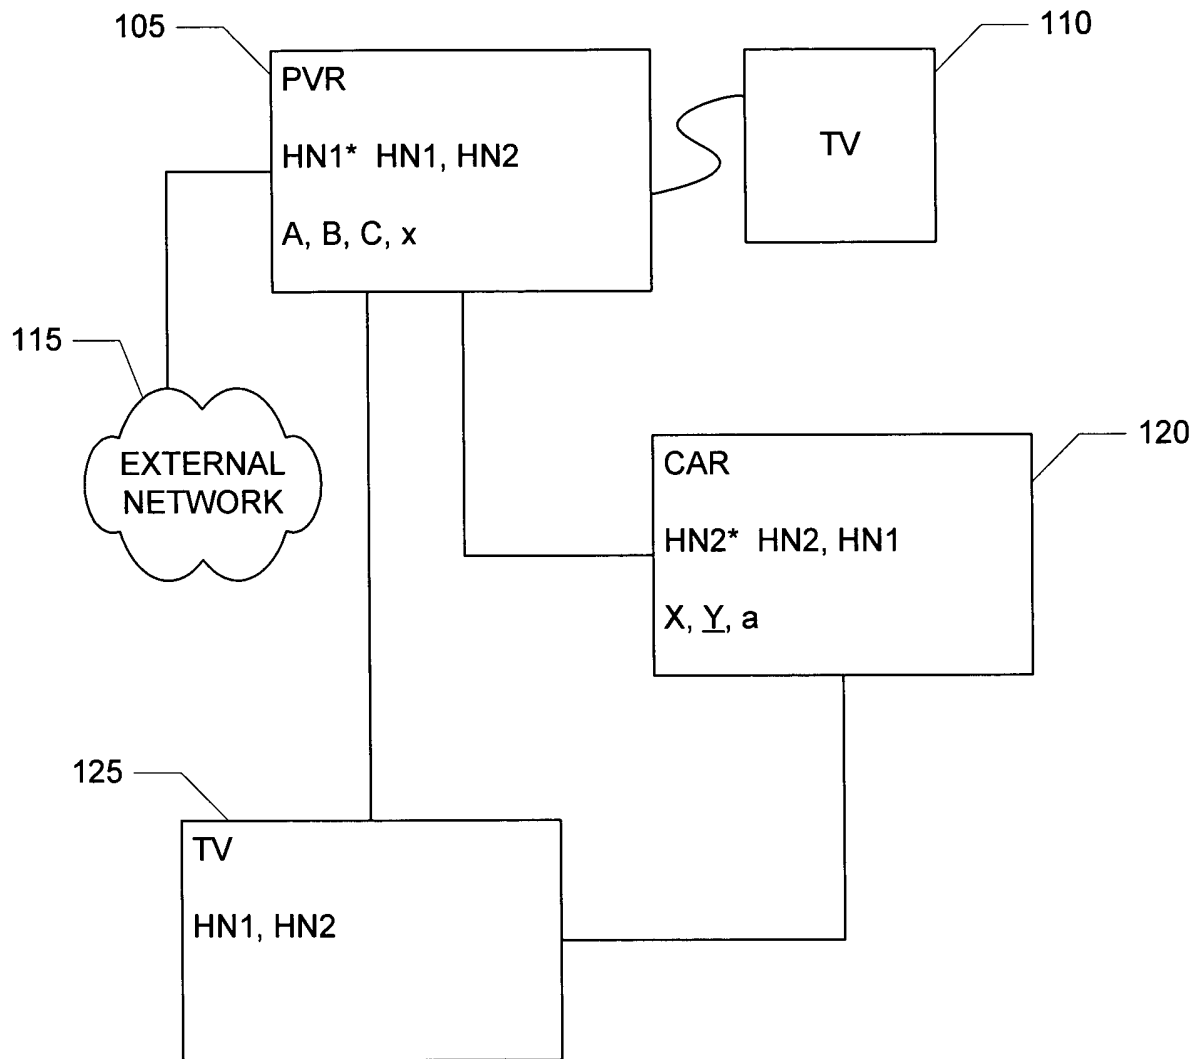 105
PVR
HN1* HN1, HN2
A, B, C, x
110
TV
115
EXTERNAL
NETWORK
120
CAR
HN2* HN2, HN1
X, Y, a
125
TV
HN1, HN2